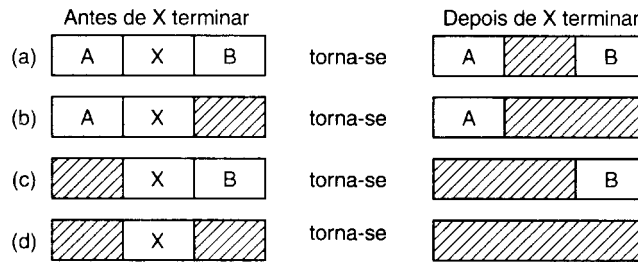 Antes de X terminar Depois de X terminar
(a) A X B torna-se A B
(b) A X torna-se A
(c) X B torna-se B
(d) X torna-se